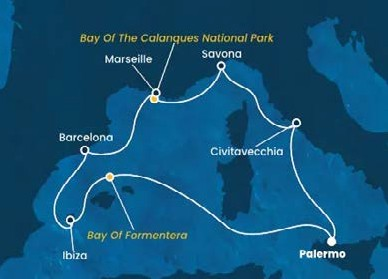 Bay Of The Calanques National Park
Marseille
Savona
Barcelona
Civitavecchia
Bay Of Formentera
Ibiza
Palermo